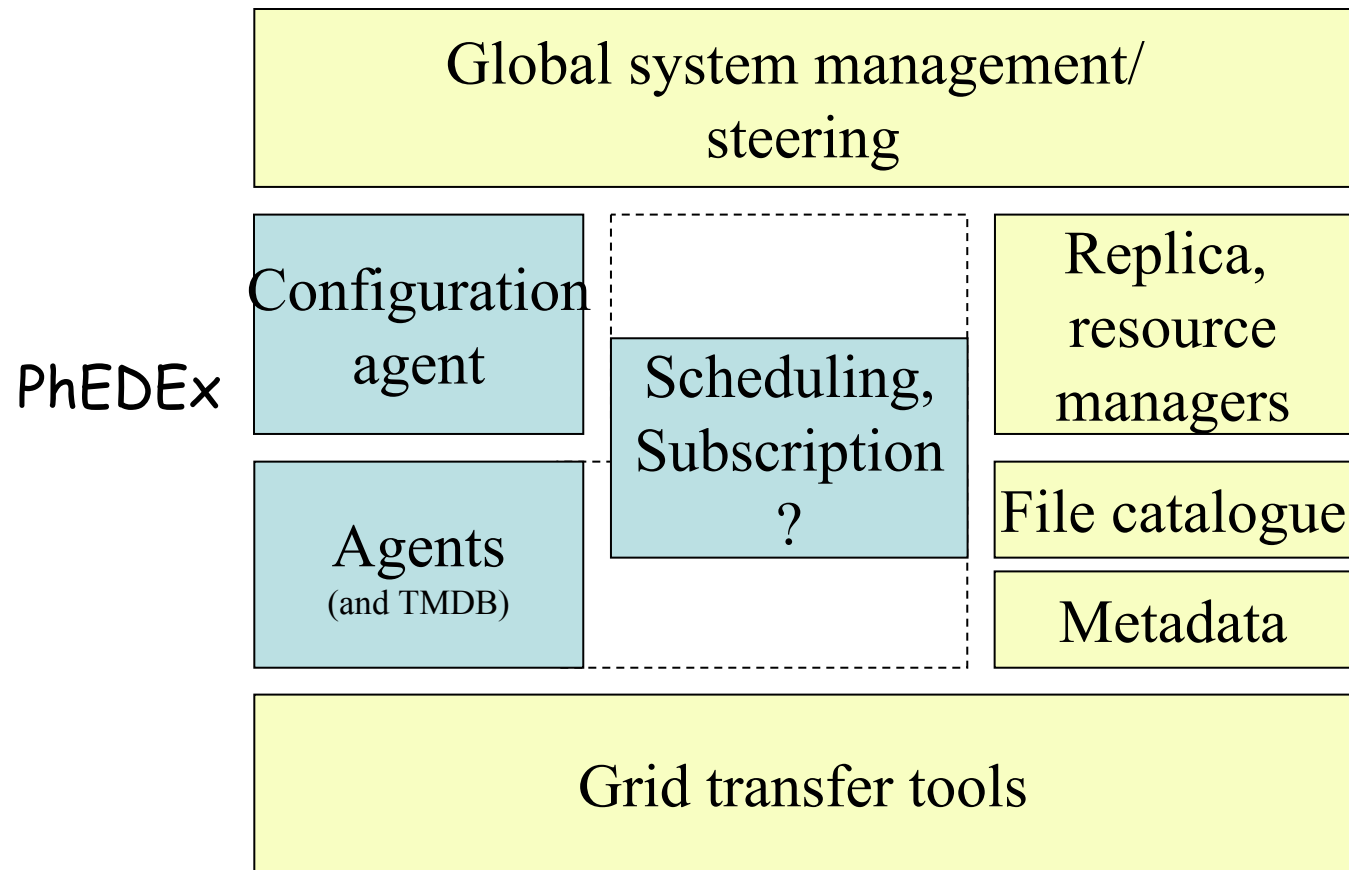 Global system management/
steering
PhEDEx
Configuration
agent
Scheduling,
Subscription
?
Replica,
resource
managers
Agents
(and TMDB)
File catalogue
Metadata
Grid transfer tools